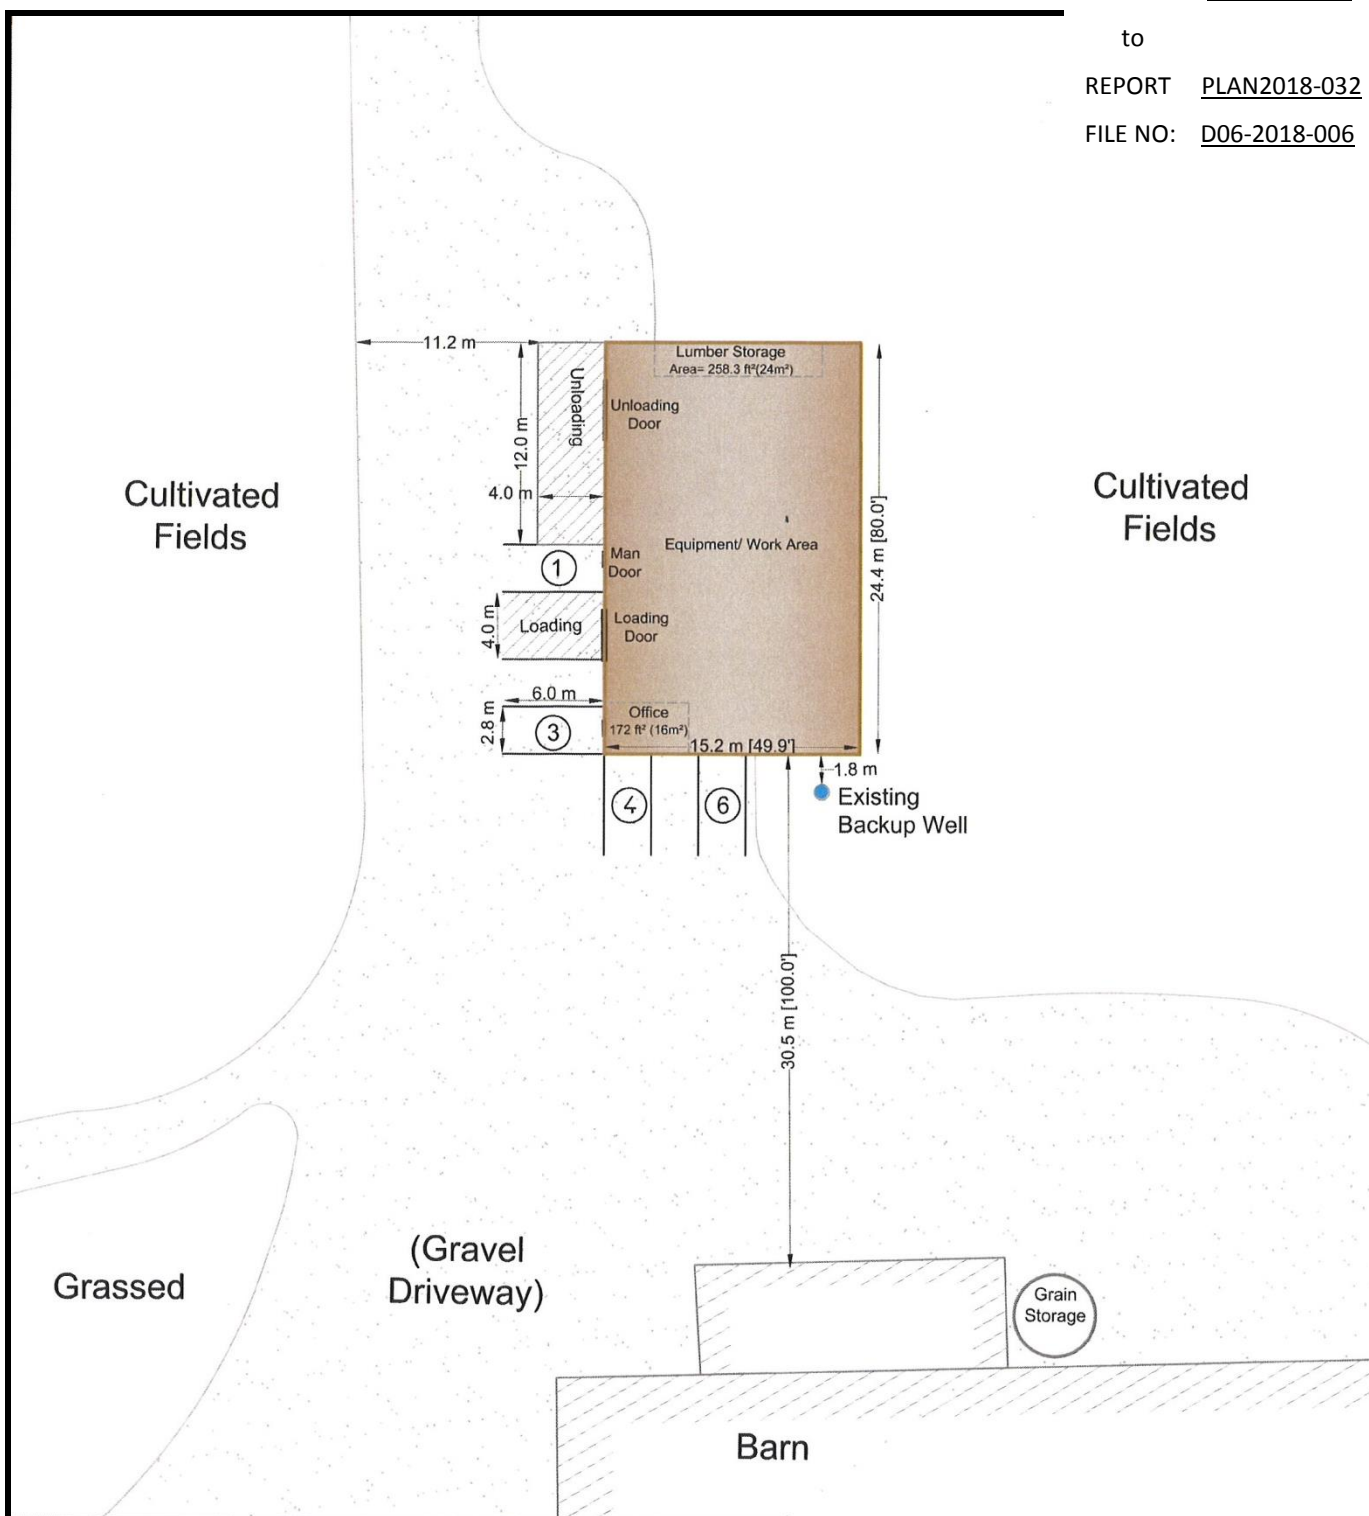 to
REPORT PLAN2018-032
FILE NO: D06-2018-006
11.2 m
Lumber Storage
Area= 258.3 ft²(24m²)
Unloading
Unloading
Door
12.0 m
4.0 m
Cultivated
Fields
Cultivated
Fields
24.4 m [80.0']
Equipment/ Work Area
1
Man
Door
4.0 m
Loading
Loading
Door
6.0 m
2.8 m
3
Office
172 ft² (16m²)
15.2 m [49.9']
1.8 m
4
6
Existing
Backup Well
30.5 m [100.0']
(Gravel
Driveway)
Grassed
Grain
Storage
Barn